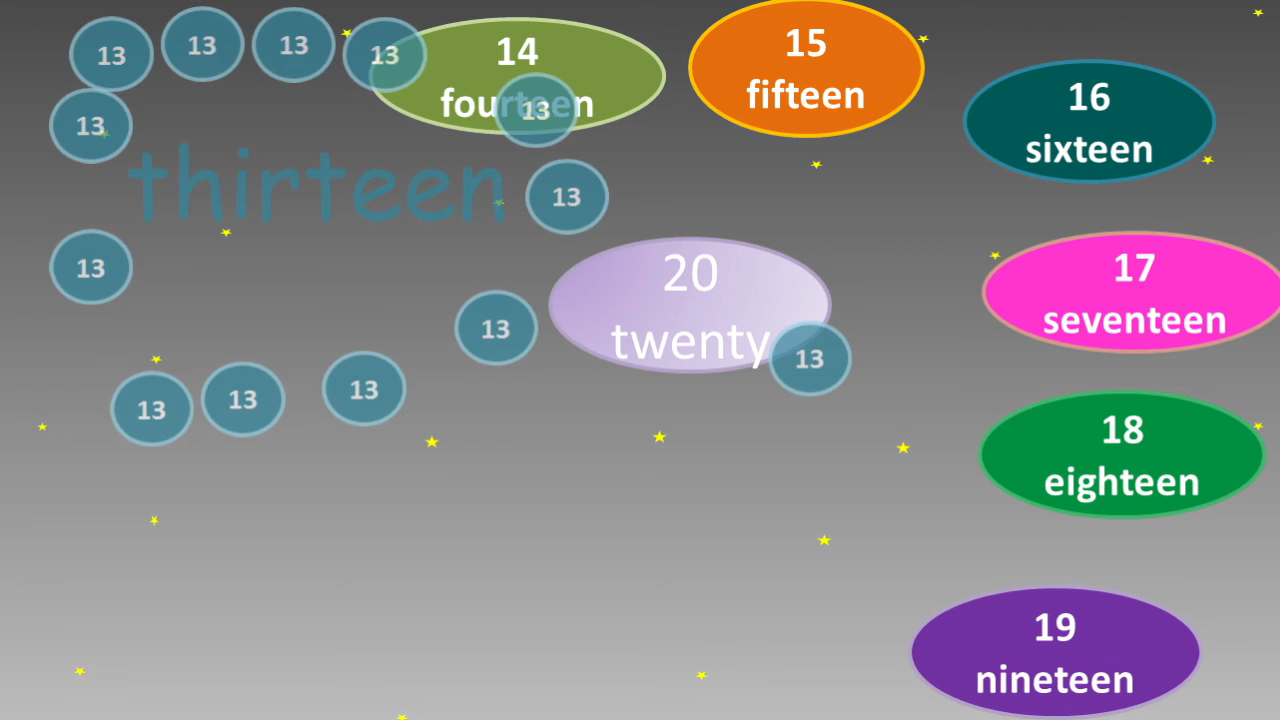 13
13
13
13
14
fourteen
13
15
fifteen
16
sixteen
13
thirteen
13
13
20
twenty
13
13
13
13
13
17
seventeen
18
eighteen
19
nineteen